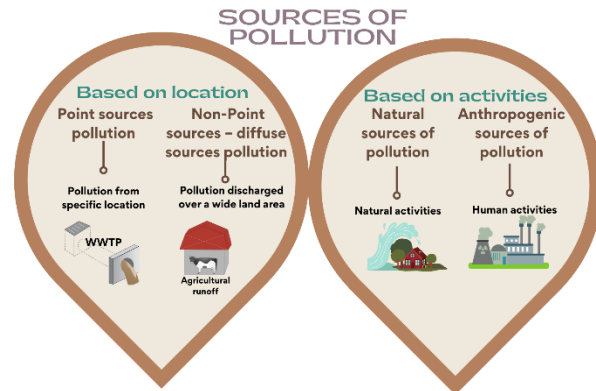 SOURCES OF
POLLUTION
Based on location
Point sources
pollution
Non-Point
sources – diffuse
sources pollution
Pollution from
specific location
Pollution discharged
over a wide land area
WWTP
Agricultural
runoff
Based on activities
Natural
sources of
pollution
Anthropogenic
sources of
pollution
Natural activities
Human activities